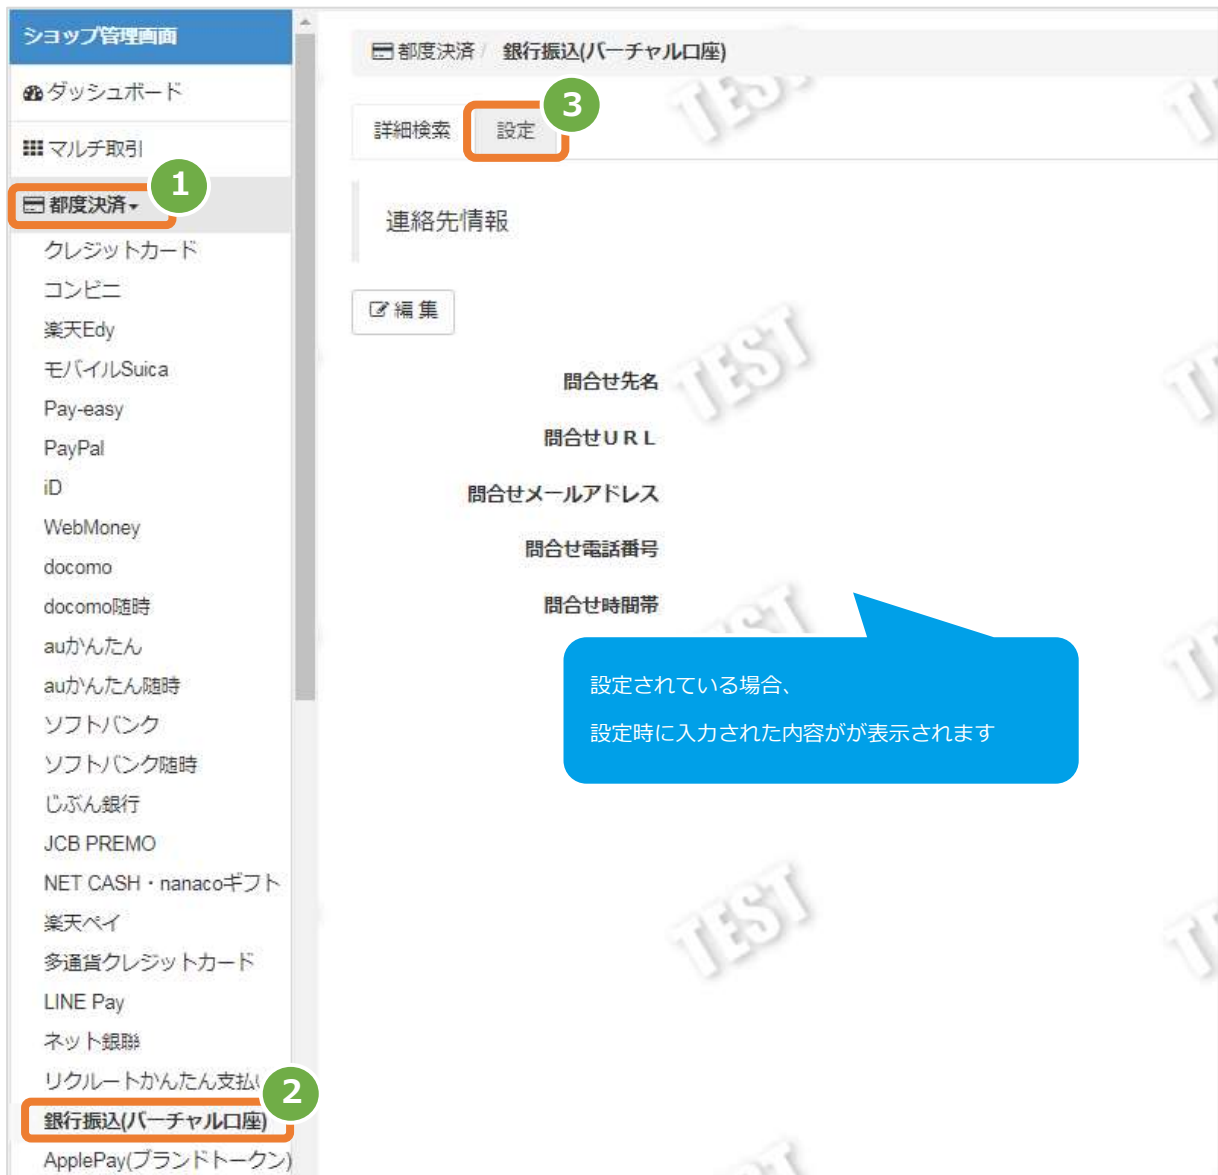 ショップ管理画面
ダッシュボード
マルチ取引
1
都度決済
クレジットカード
コンビニ
楽天Edy
モバイルSuica
Pay-easy
PayPal
iD
WebMoney
docomo
docomo随時
auかんたん
auかんたん随時
ソフトバンク
ソフトバンク随時
じぶん銀行
JCB PREMO
NET CASH・nanacoギフト
楽天ペイ
多通貨クレジットカード
LINE Pay
ネット銀聯
リクルートかんたん支払い
2
銀行振込(バーチャル口座)
ApplePay(ブランドトークン)
都度決済 / 銀行振込(バーチャル口座)
3
詳細検索 設定
連絡先情報
編集
問合せ先名
問合せURL
問合せメールアドレス
問合せ電話番号
問合せ時間帯
設定されている場合、
設定時に入力された内容がが表示されます
TEST
TEST
TEST
TEST